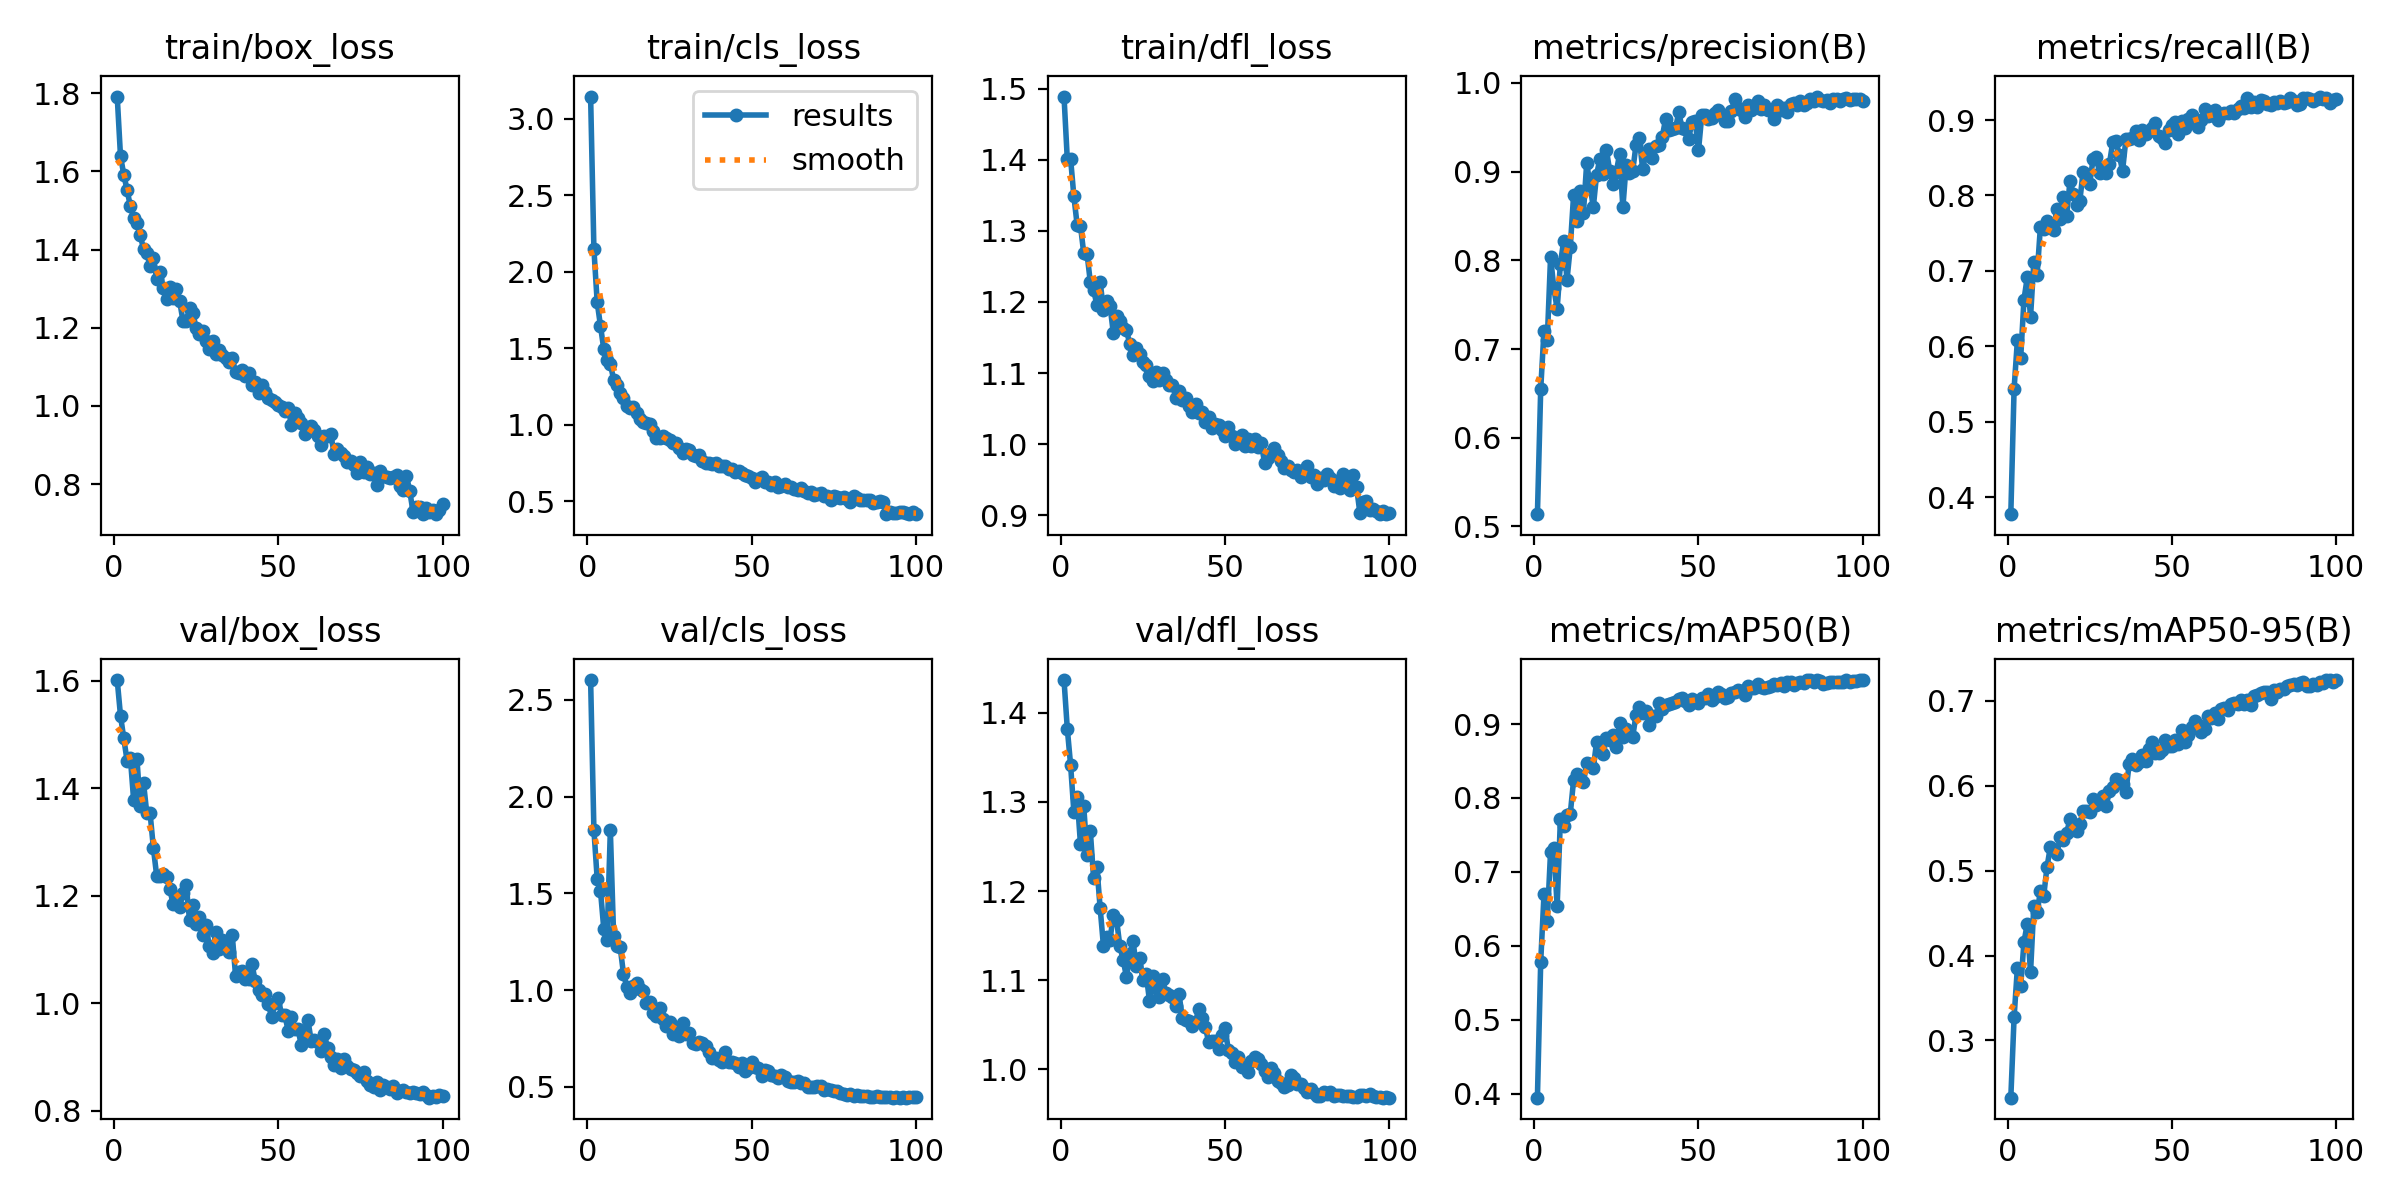 train/box_loss
1.8
1.6
1.4
1.2
1.0
0.8
0 50 100
train/cls_loss
results
smooth
3.0
2.5
2.0
1.5
1.0
0.5
0 50 100
train/dfl_loss
1.5
1.4
1.3
1.2
1.1
1.0
0.9
0 50 100
metrics/precision(B)
1.0
0.9
0.8
0.7
0.6
0.5
0 50 100
metrics/recall(B)
0.9
0.8
0.7
0.6
0.5
0.4
0 50 100
val/box_loss
1.6
1.4
1.2
1.0
0.8
0 50 100
val/cls_loss
2.5
2.0
1.5
1.0
0.5
0 50 100
val/dfl_loss
1.4
1.3
1.2
1.1
1.0
0 50 100
metrics/mAP50(B)
0.9
0.8
0.7
0.6
0.5
0.4
0 50 100
metrics/mAP50-95(B)
0.7
0.6
0.5
0.4
0.3
0 50 100